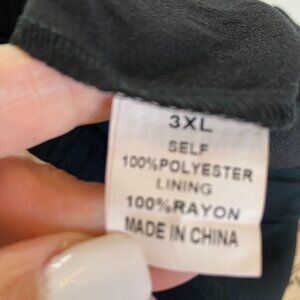 3XL
SELF
100%POLYESTER
LINING
100%RAYON
MADE IN CHINA